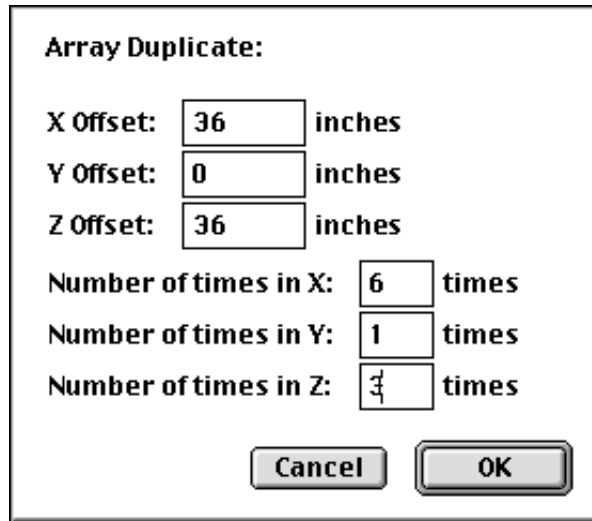 Array Duplicate:
X Offset: 36 inches
Y Offset: 0 inches
Z Offset: 36 inches
Number of times in X: 6 times
Number of times in Y: 1 times
Number of times in Z: 3 times
Cancel OK